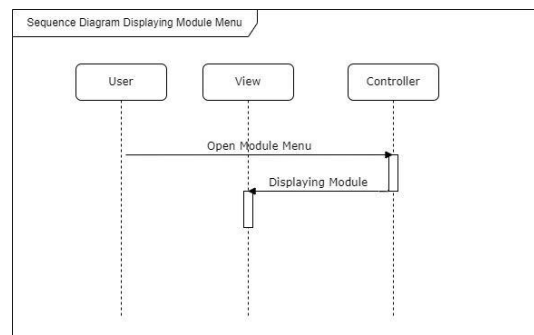 Sequence Diagram Displaying Module Menu
User
View
Controller
Open Module Menu
Displaying Module